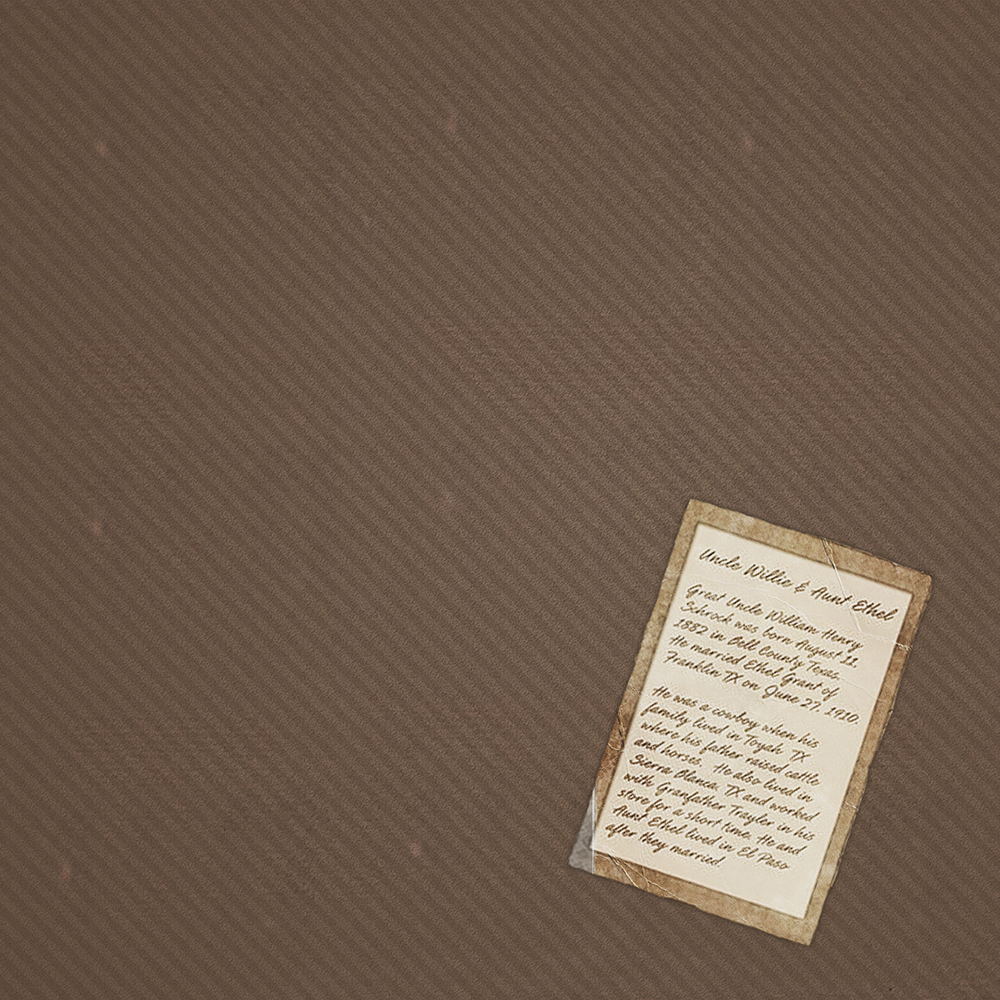 Uncle Willie & Aunt Ethel
Great Uncle William Henry
Schrock was born August 11,
1882 in Bell County Texas.
He married Ethel Grant of
Franklin TX on June 27, 1910.
He was a cowboy when his
family lived in Toyah TX
where his father raised cattle
and horses. He also lived in
Sierra Blanca, TX and worked
with Granfather Trayler in his
store for a short time. He and
Aunt Ethel lived in El Paso
after they married.